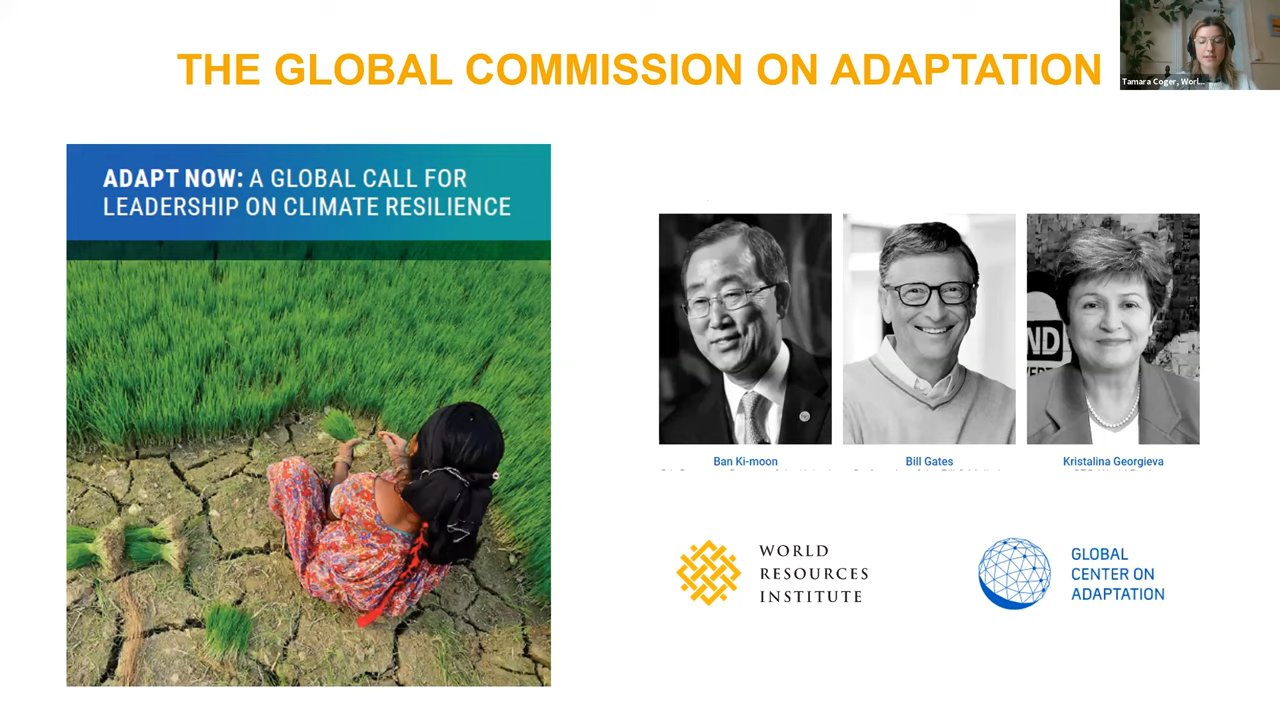 THE GLOBAL COMMISSION ON ADAPTATION
Tamara Coger, Worl...
ADAPT NOW: A GLOBAL CALL FOR
LEADERSHIP ON CLIMATE RESILIENCE
ND
Ban Ki-moon
Bill Gates
Kristalina Georgieva
WORLD
RESOURCES
INSTITUTE
GLOBAL
CENTER ON
ADAPTATION